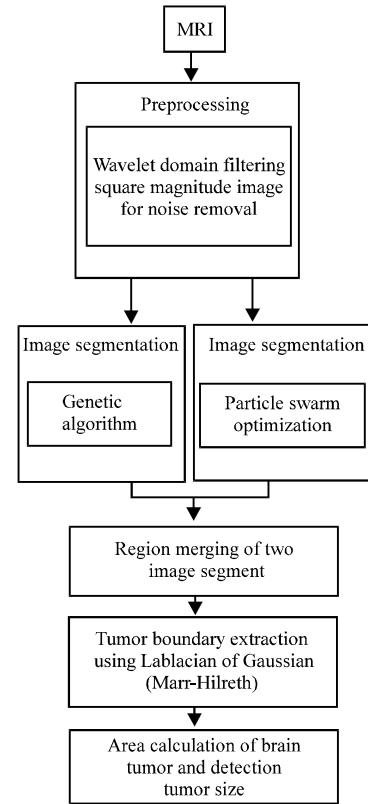 MRI
Preprocessing
Wavelet domain filtering
square magnitude image
for noise removal
Image segmentation
Genetic
algorithm
Image segmentation
Particle swarm
optimization
Region merging of two
image segment
Tumor boundary extraction
using Lablacian of Gaussian
(Marr-Hilreth)
Area calculation of brain
tumor and detection
tumor size